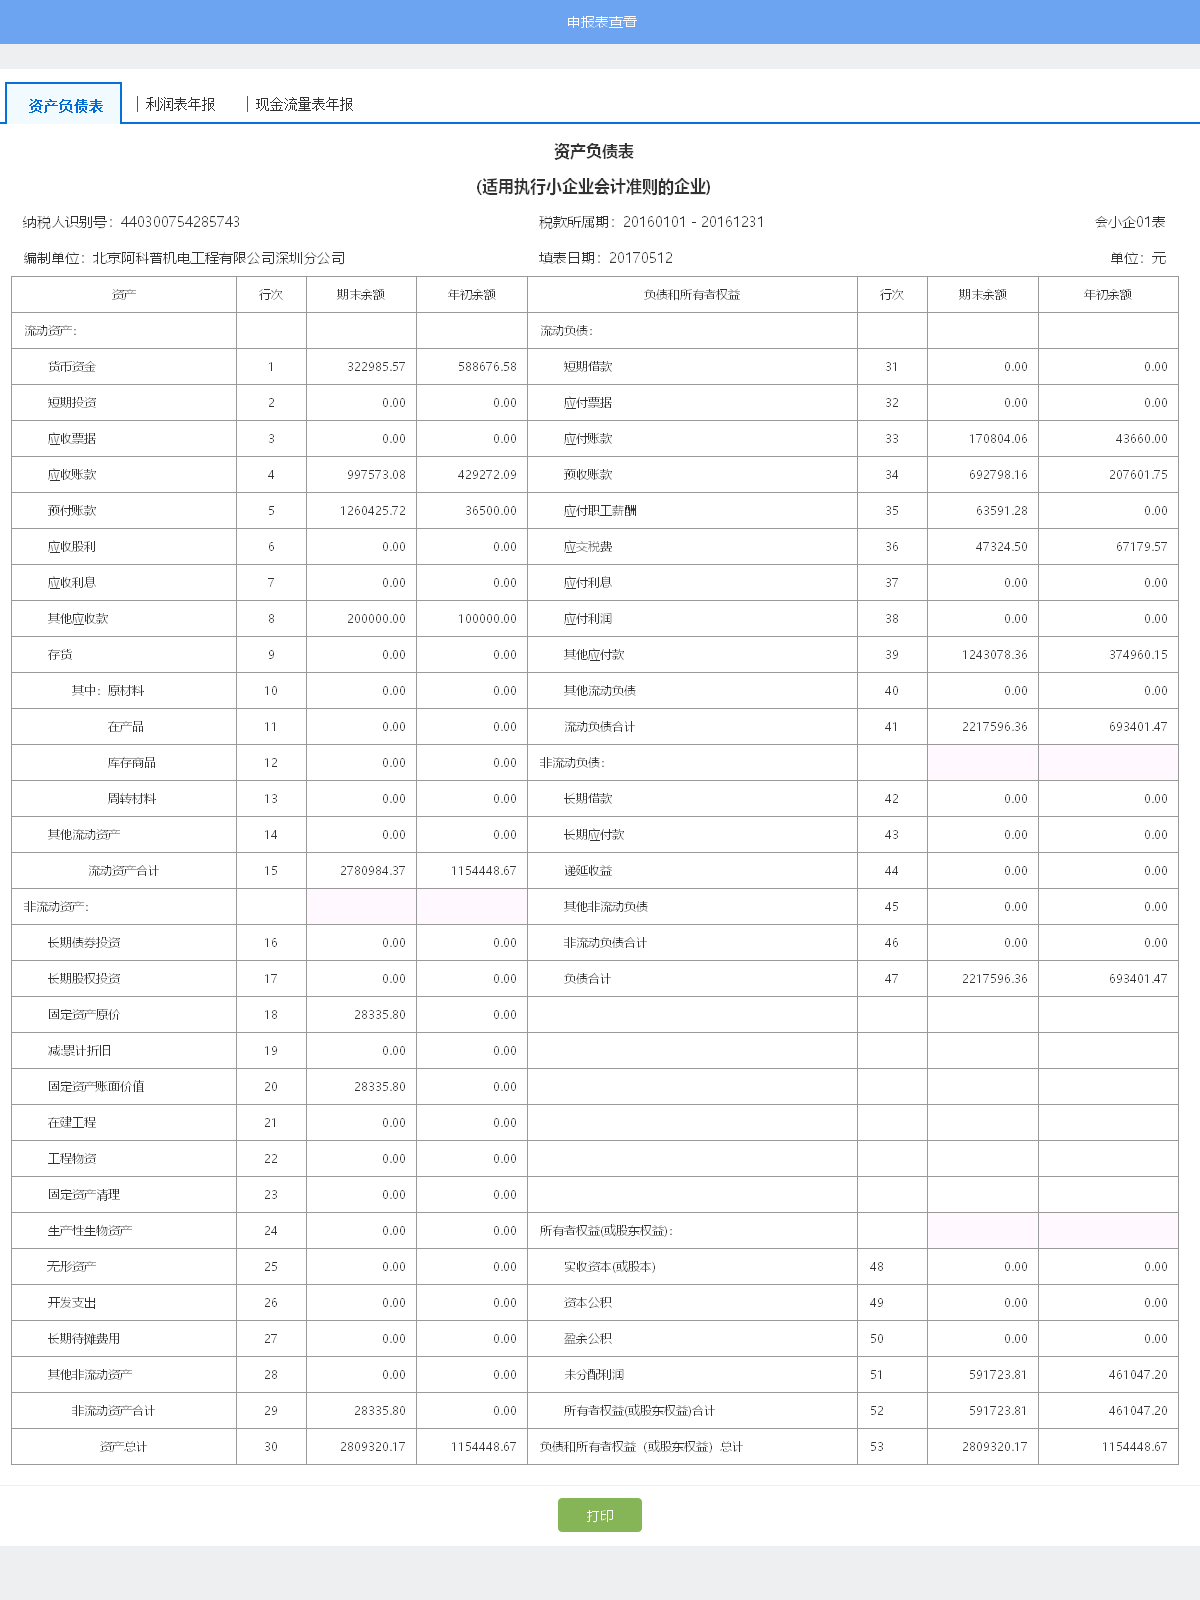 申报表查看
资产负债表 利润表年报 现金流量表年报
资产负债表
(适用执行小企业会计准则的企业)
纳税人识别号：440300754285743 税款所属期：20160101 - 20161231 会小企01表
编制单位：北京阿科普机电工程有限公司深圳分公司 填表日期：20170512 单位：元
资产 行次 期末余额 年初余额 负债和所有者权益 行次 期末余额 年初余额
流动资产： 流动负债：
货币资金 1 322985.57 588676.58 短期借款 31 0.00 0.00
短期投资 2 0.00 0.00 应付票据 32 0.00 0.00
应收票据 3 0.00 0.00 应付账款 33 170804.06 43660.00
应收账款 4 997573.08 429272.09 预收账款 34 692798.16 207601.75
预付账款 5 1260425.72 36500.00 应付职工薪酬 35 63591.28 0.00
应收股利 6 0.00 0.00 应交税费 36 47324.50 67179.57
应收利息 7 0.00 0.00 应付利息 37 0.00 0.00
其他应收款 8 200000.00 100000.00 应付利润 38 0.00 0.00
存货 9 0.00 0.00 其他应付款 39 1243078.36 374960.15
其中：原材料 10 0.00 0.00 其他流动负债 40 0.00 0.00
在产品 11 0.00 0.00 流动负债合计 41 2217596.36 693401.47
库存商品 12 0.00 0.00 非流动负债：
周转材料 13 0.00 0.00 长期借款 42 0.00 0.00
其他流动资产 14 0.00 0.00 长期应付款 43 0.00 0.00
流动资产合计 15 2780984.37 1154448.67 递延收益 44 0.00 0.00
非流动资产： 其他非流动负债 45 0.00 0.00
长期债券投资 16 0.00 0.00 非流动负债合计 46 0.00 0.00
长期股权投资 17 0.00 0.00 负债合计 47 2217596.36 693401.47
固定资产原价 18 28335.80 0.00
减:累计折旧 19 0.00 0.00
固定资产账面价值 20 28335.80 0.00
在建工程 21 0.00 0.00
工程物资 22 0.00 0.00
固定资产清理 23 0.00 0.00
生产性生物资产 24 0.00 0.00 所有者权益(或股东权益)：
无形资产 25 0.00 0.00 实收资本(或股本) 48 0.00 0.00
开发支出 26 0.00 0.00 资本公积 49 0.00 0.00
长期待摊费用 27 0.00 0.00 盈余公积 50 0.00 0.00
其他非流动资产 28 0.00 0.00 未分配利润 51 591723.81 461047.20
非流动资产合计 29 28335.80 0.00 所有者权益(或股东权益)合计 52 591723.81 461047.20
资产总计 30 2809320.17 1154448.67 负债和所有者权益（或股东权益）总计 53 2809320.17 1154448.67
打印